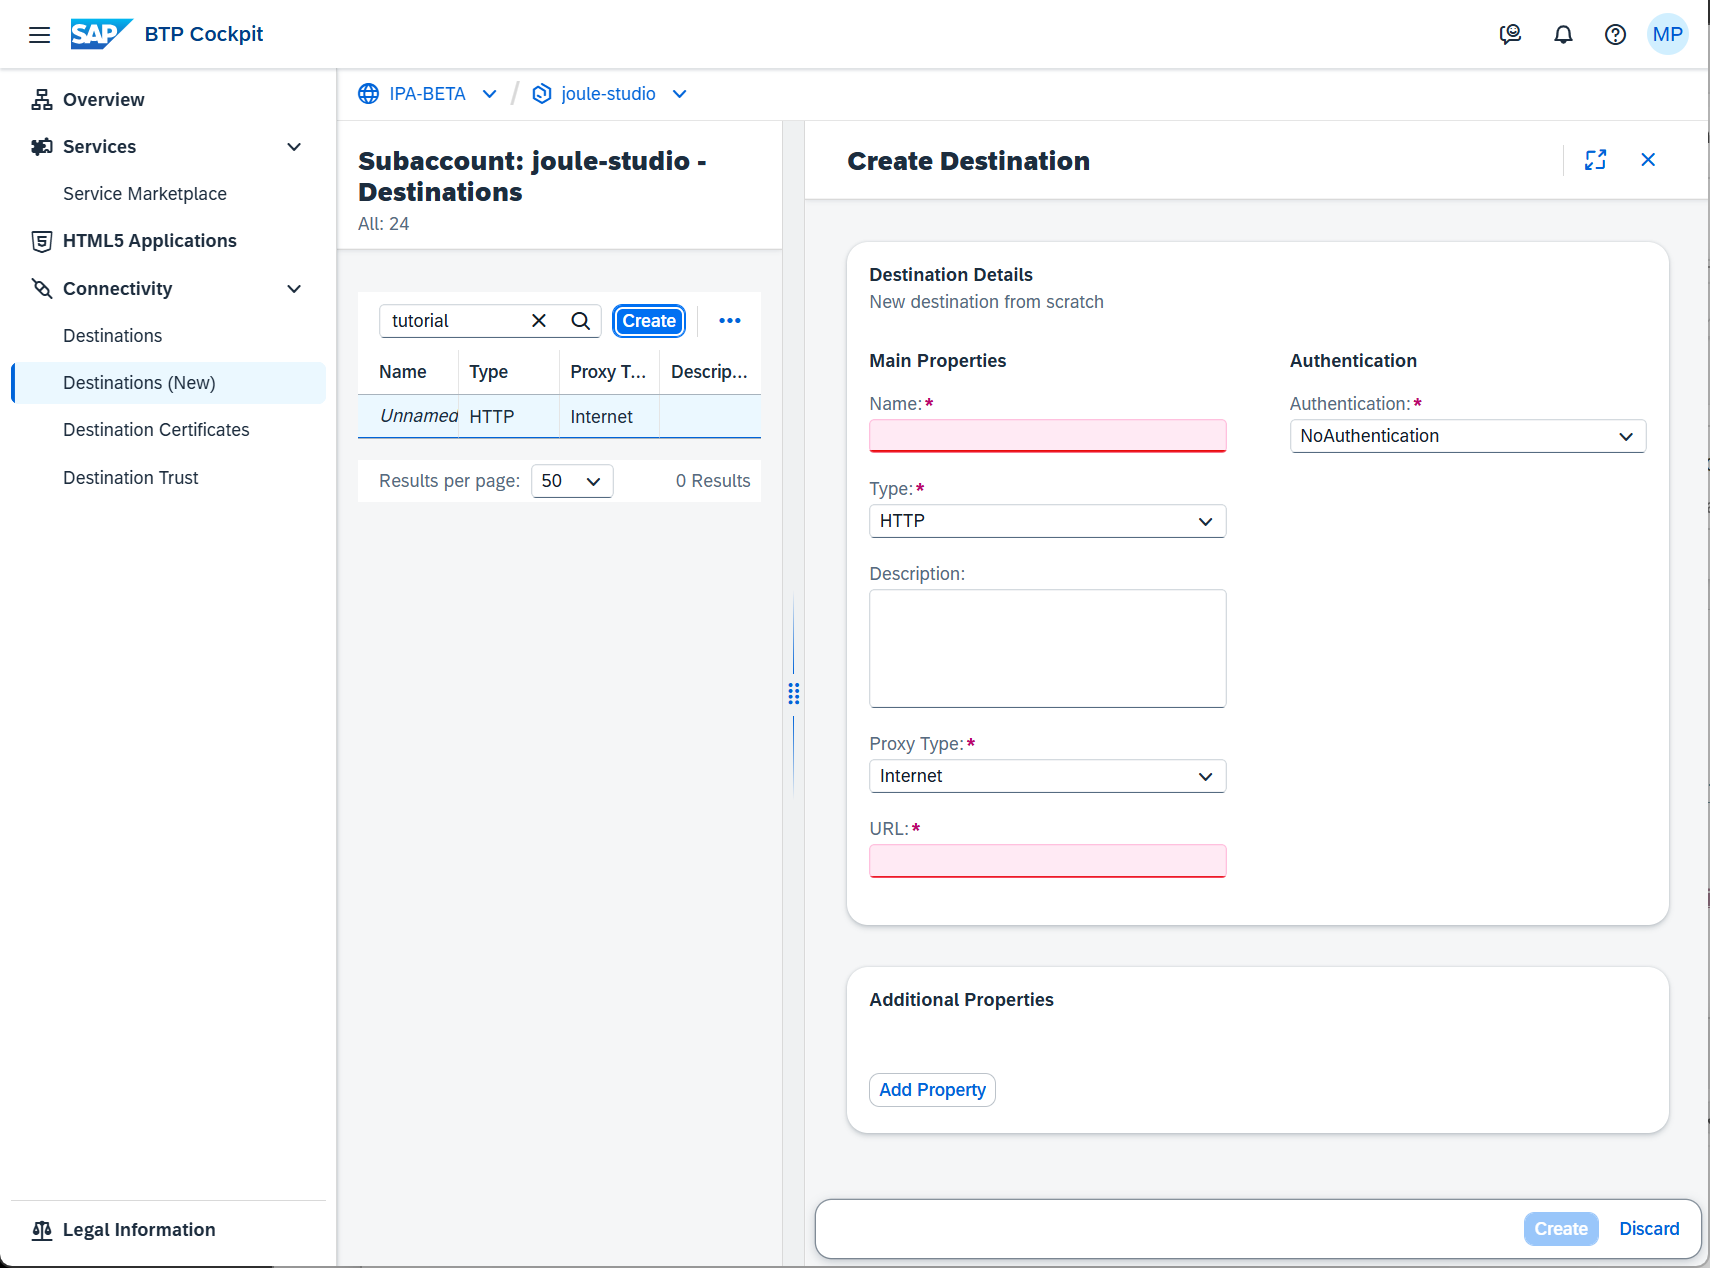 SAP BTP Cockpit
MP
Overview
Services
Service Marketplace
HTML5 Applications
Connectivity
Destinations
Destinations (New)
Destination Certificates
Destination Trust
Legal Information
IPA-BETA / joule-studio
Subaccount: joule-studio -
Destinations
All: 24
tutorial Create
Name Type Proxy T... Descrip...
Unnamed HTTP Internet
Results per page: 50 0 Results
Create Destination
Destination Details
New destination from scratch
Main Properties
Name:*
Type:*
HTTP
Description:
Proxy Type:*
Internet
URL:*
Authentication
Authentication:*
NoAuthentication
Additional Properties
Add Property
Create Discard